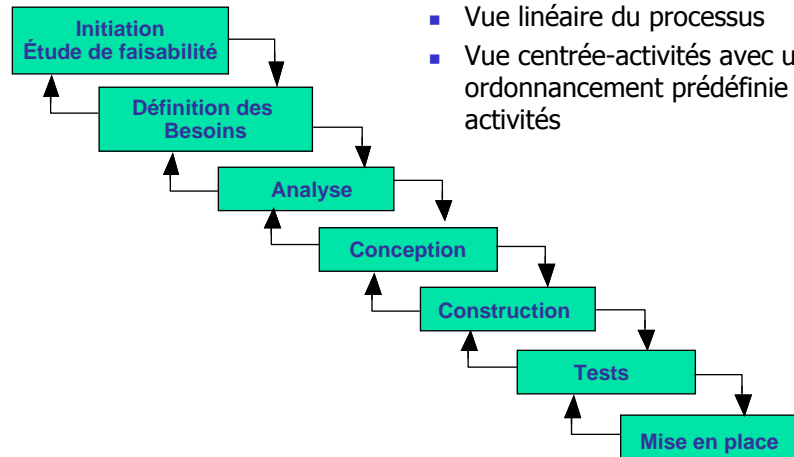 Initiation
Étude de faisabilité
Définition des
Besoins
Analyse
Conception
Construction
Tests
Mise en place
▪ Vue linéaire du processus
▪ Vue centrée-activités avec
ordonnancement prédéfinie
activités